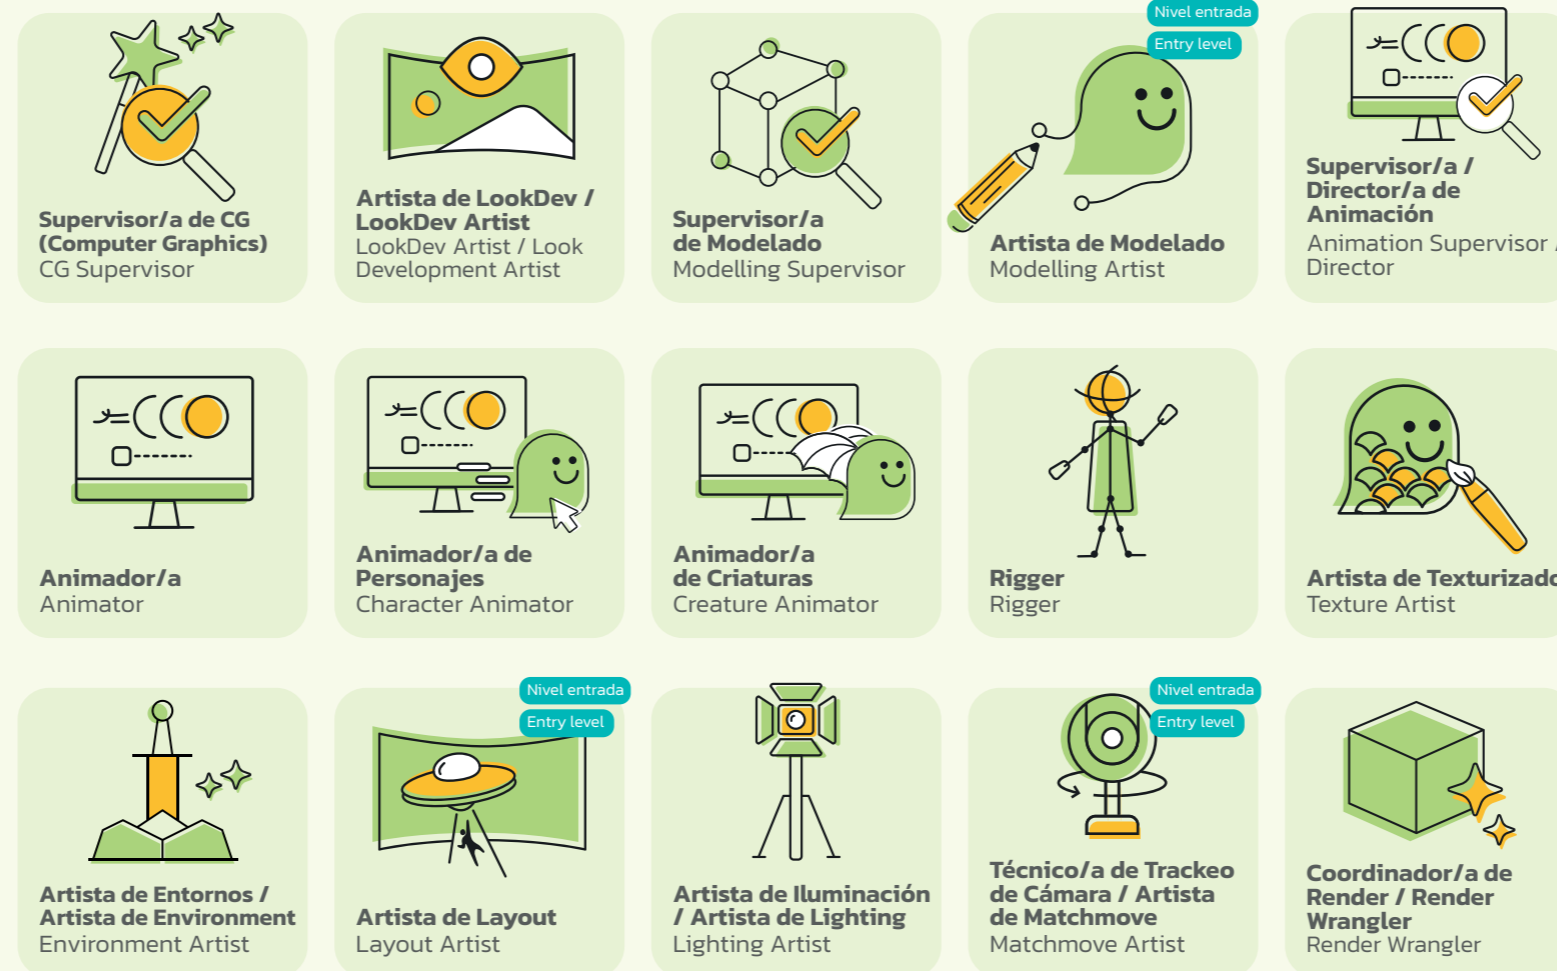 Supervisor/a de CG
(Computer Graphics)
CG Supervisor
Artista de LookDev /
LookDev Artist
LookDev Artist / Look
Development Artist
Supervisor/a
de Modelado
Modelling Supervisor
Nivel entrada
Entry level
Artista de Modelado
Modelling Artist
Supervisor/a /
Director/a de
Animación
Animation Supervisor /
Director
Animador/a
Animator
Animador/a de
Personajes
Character Animator
Animador/a
de Criaturas
Creature Animator
Rigger
Rigger
Artista de Texturizado
Texture Artist
Artista de Entornos /
Artista de Environment
Environment Artist
Nivel entrada
Entry level
Artista de Layout
Layout Artist
Artista de Iluminación
/ Artista de Lighting
Lighting Artist
Nivel entrada
Entry level
Técnico/a de Trackeo
de Cámara / Artista
de Matchmove
Matchmove Artist
Coordinador/a de
Render / Render
Wrangler
Render Wrangler